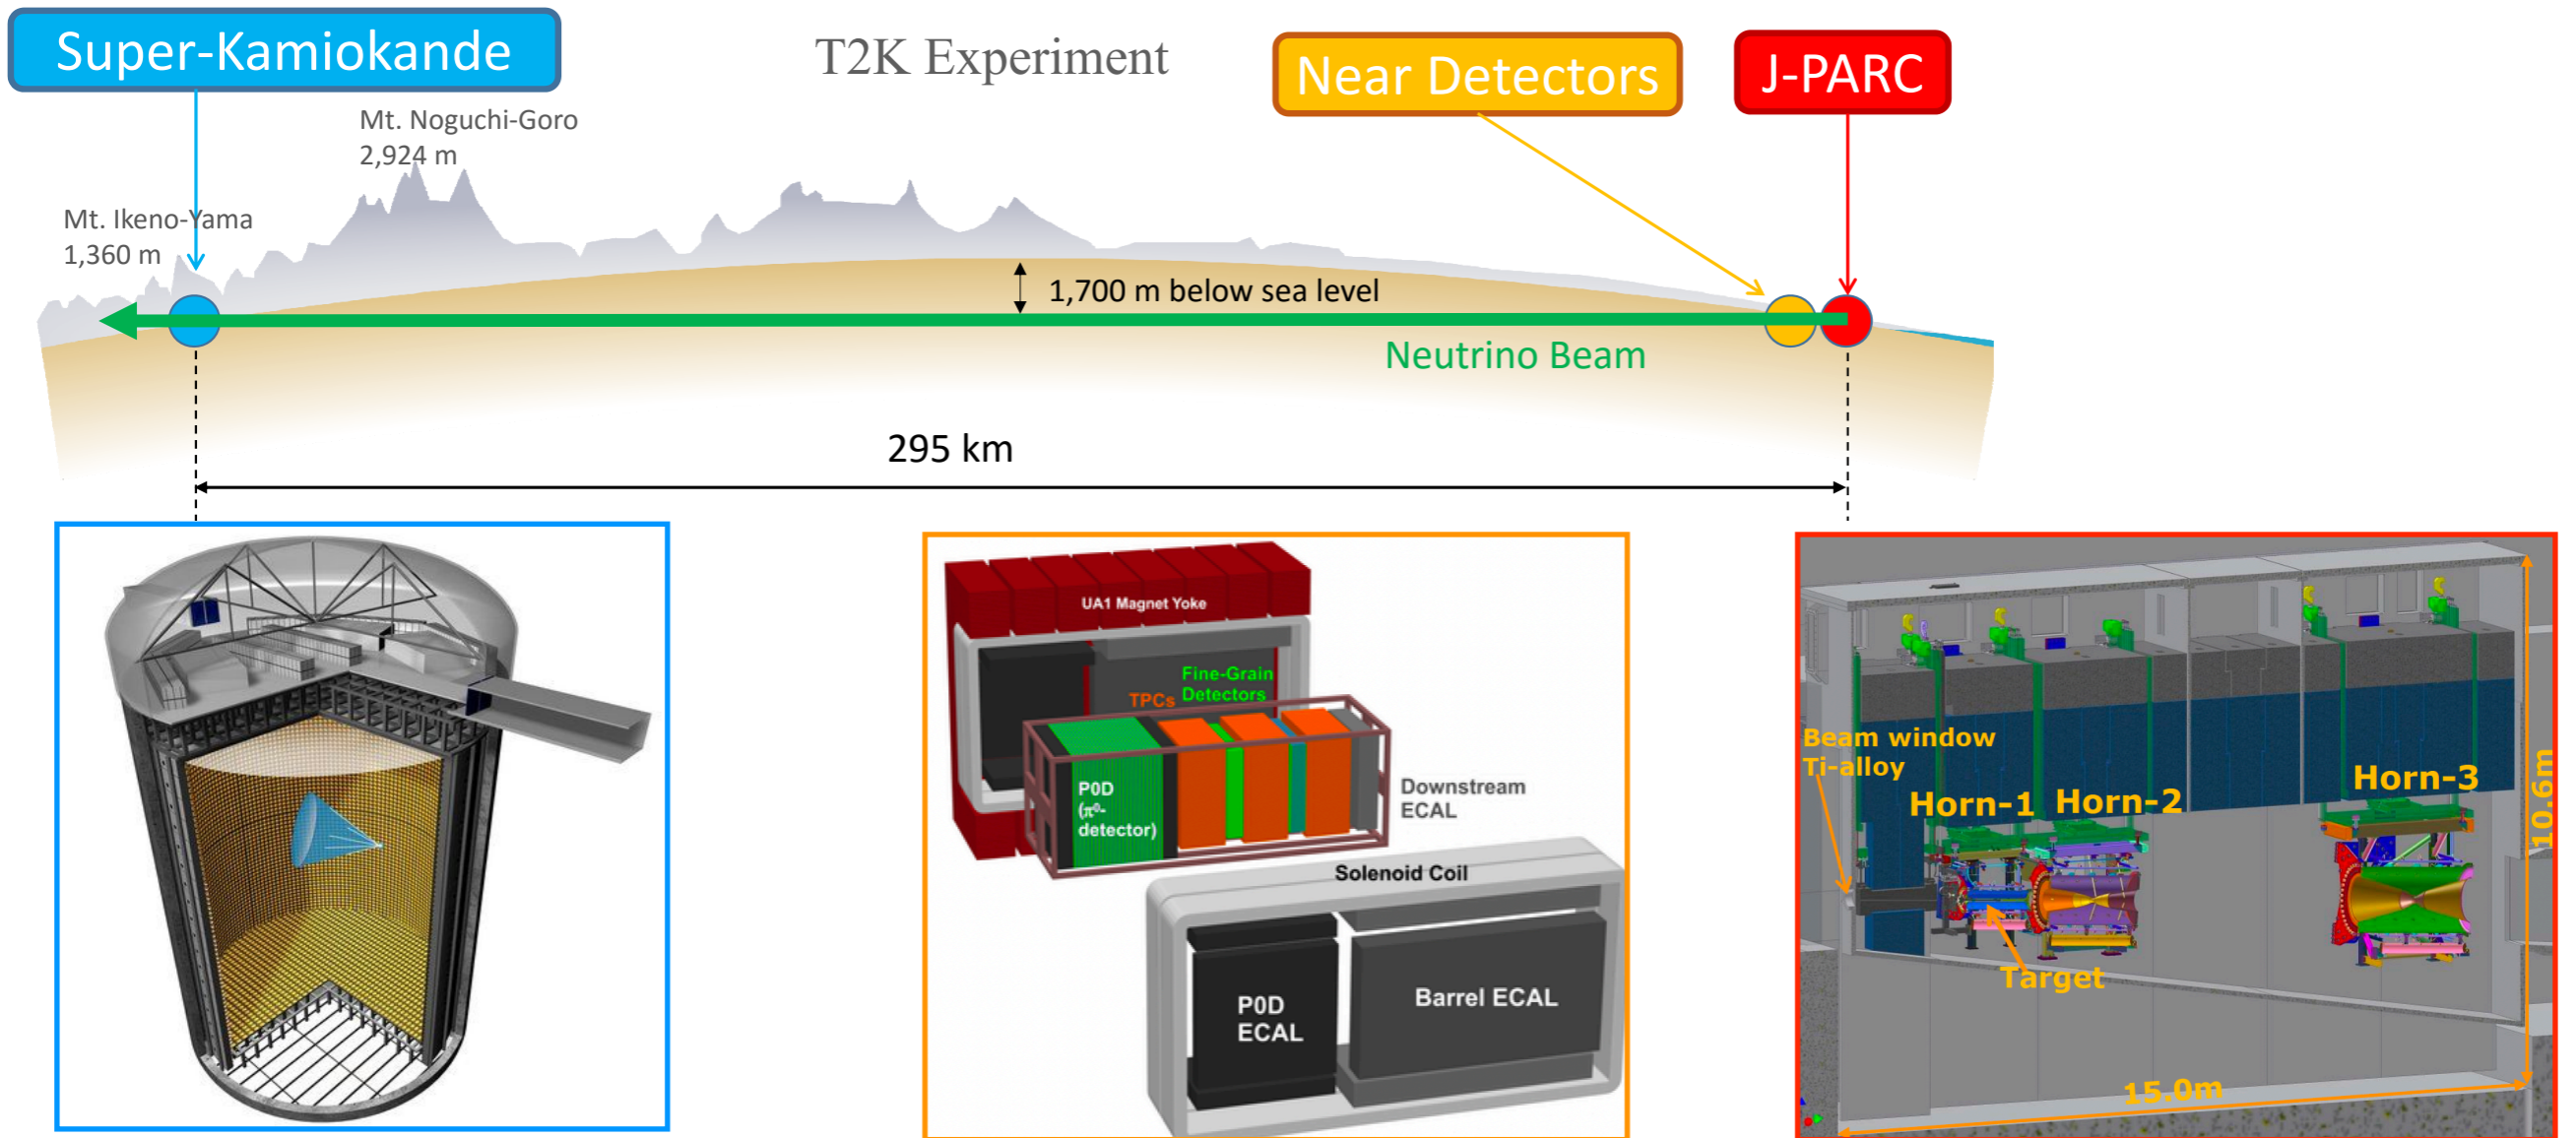 Super-Kamiokande
T2K Experiment
Near Detectors
J-PARC
Mt. Noguchi-Goro
2,924 m
Mt. Ikeno-Yama
1,360 m
1,700 m below sea level
Neutrino Beam
295 km
UA1 Magnet Yoke
Fine-Grain
Detectors
TPCs
P0D
(π⁰-
detector)
Downstream
ECAL
Solenoid Coil
P0D
ECAL
Barrel ECAL
Beam window
Ti-alloy
Horn-1
Horn-2
Horn-3
Target
10.6m
15.0m